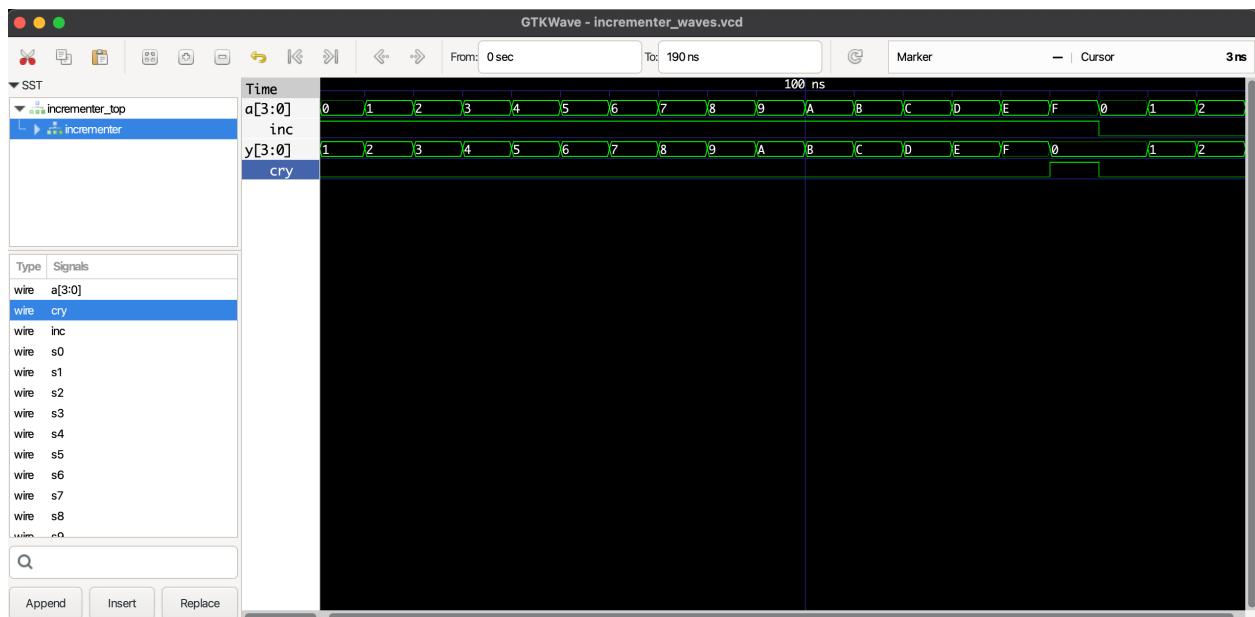 GTKWave - incrementer_waves.vcd
From: 0 sec To: 190 ns Marker — | Cursor 3 ns
SST
incrementer_top
incrementer
Type Signals
wire a[3:0]
wire cry
wire inc
wire s0
wire s1
wire s2
wire s3
wire s4
wire s5
wire s6
wire s7
wire s8
wire s9
Append Insert Replace
Time 100 ns
a[3:0] 0 1 2 3 4 5 6 7 8 9 A B C D E F 0 1 2
inc
y[3:0] 1 2 3 4 5 6 7 8 9 A B C D E F 0 1 2
cry